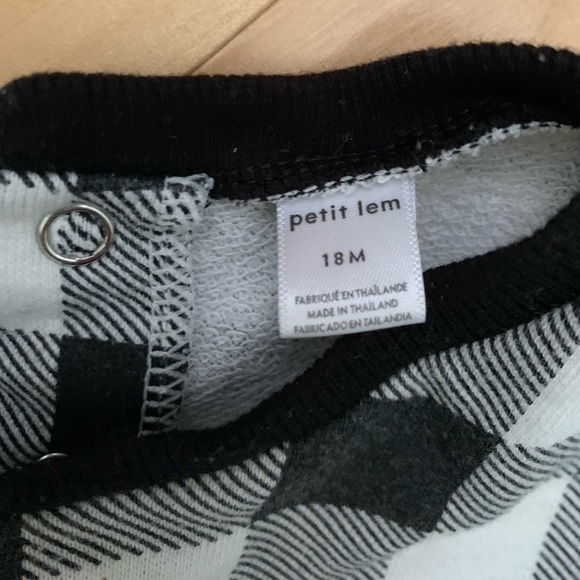 petit lem
18M
FABRIQUÉ EN THAÏLANDE
MADE IN THAILAND
FABRICADO EN TAILANDIA